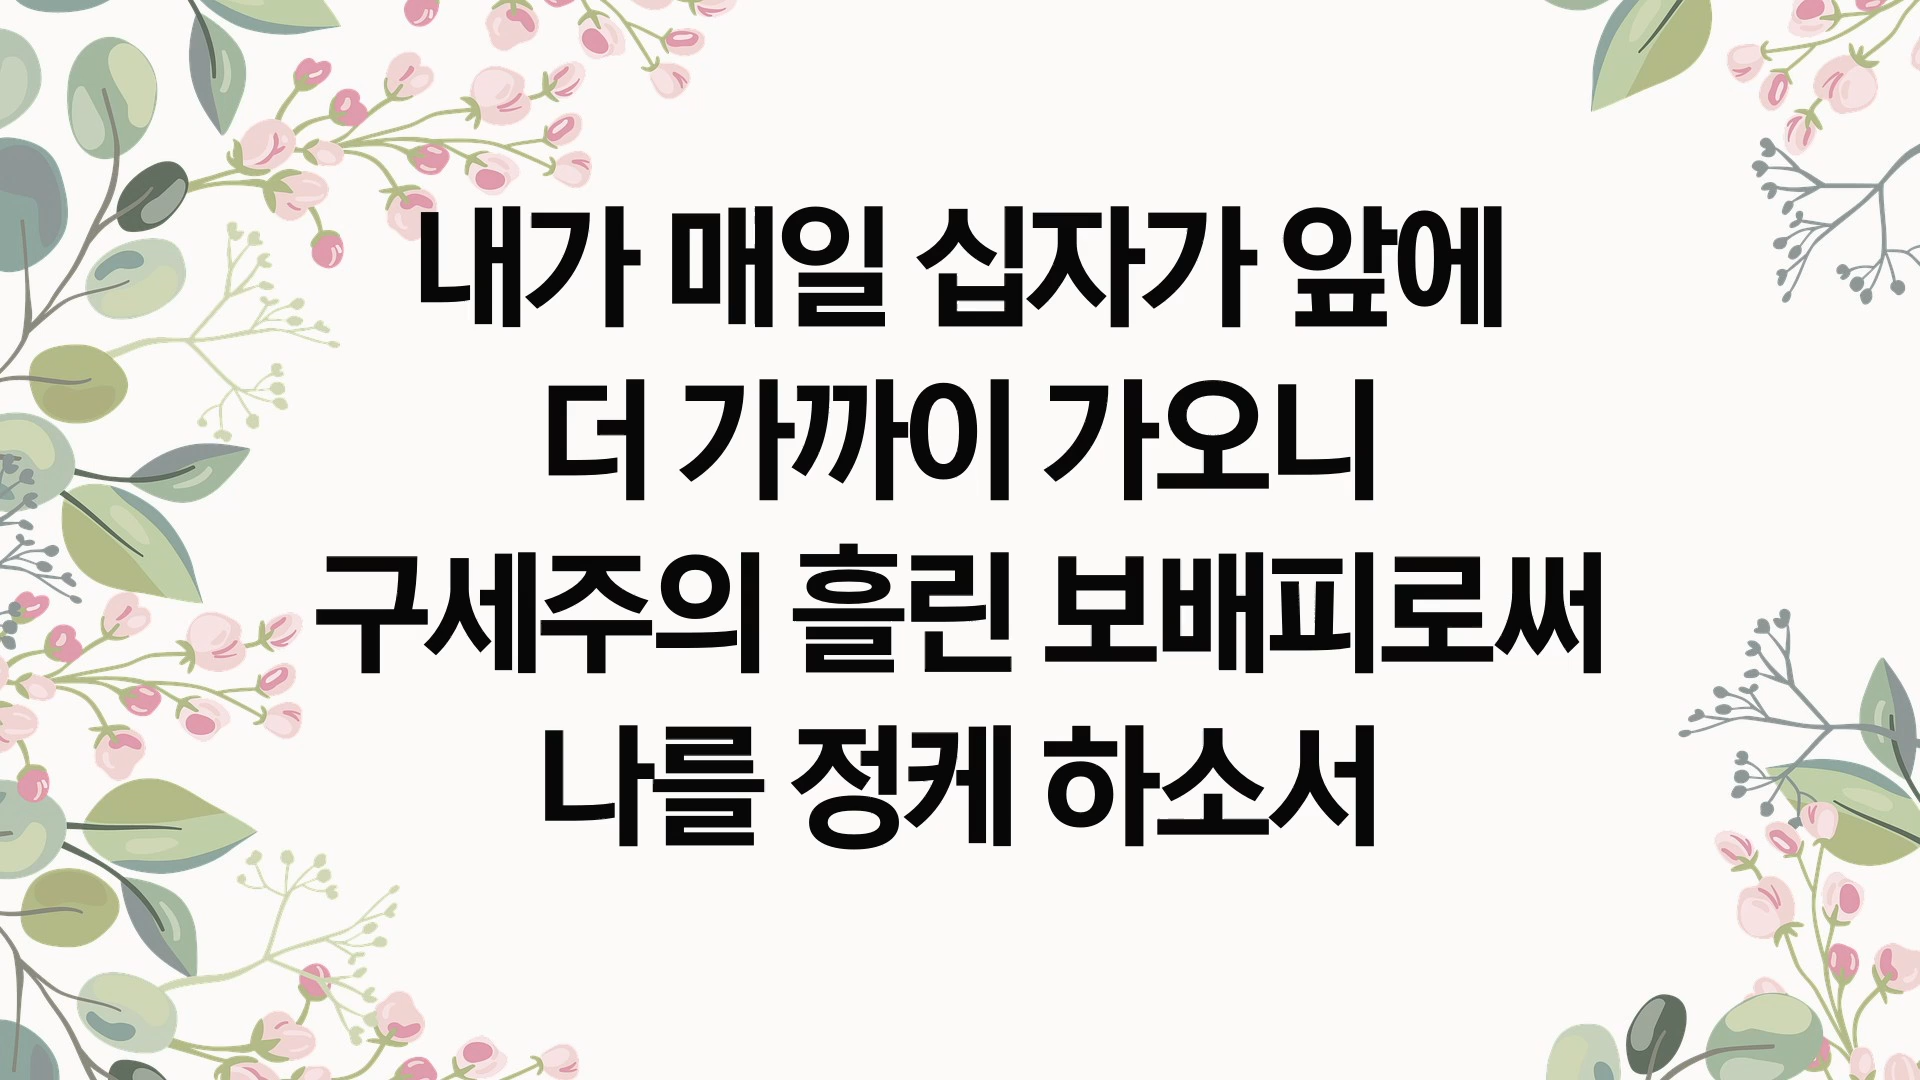 내가 매일 십자가 앞에
더 가까이 가오니
구세주의 흘린 보배피로써
나를 정케 하소서